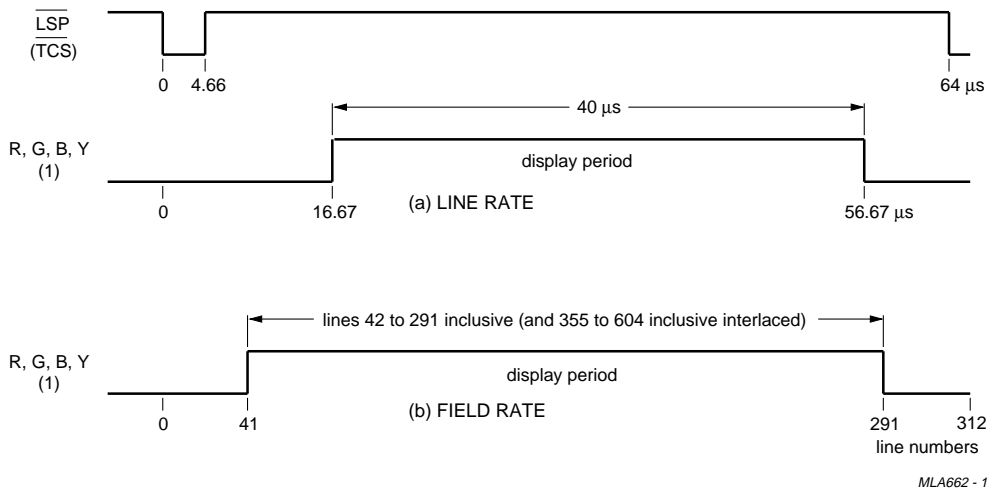 LSP
(TCS)
0 4.66 64 μs
40 μs
R, G, B, Y
(1)
display period
0 16.67 (a) LINE RATE 56.67 μs
lines 42 to 291 inclusive (and 355 to 604 inclusive interlaced)
R, G, B, Y
(1)
display period
0 41 (b) FIELD RATE 291 312
line numbers
MLA662 - 1